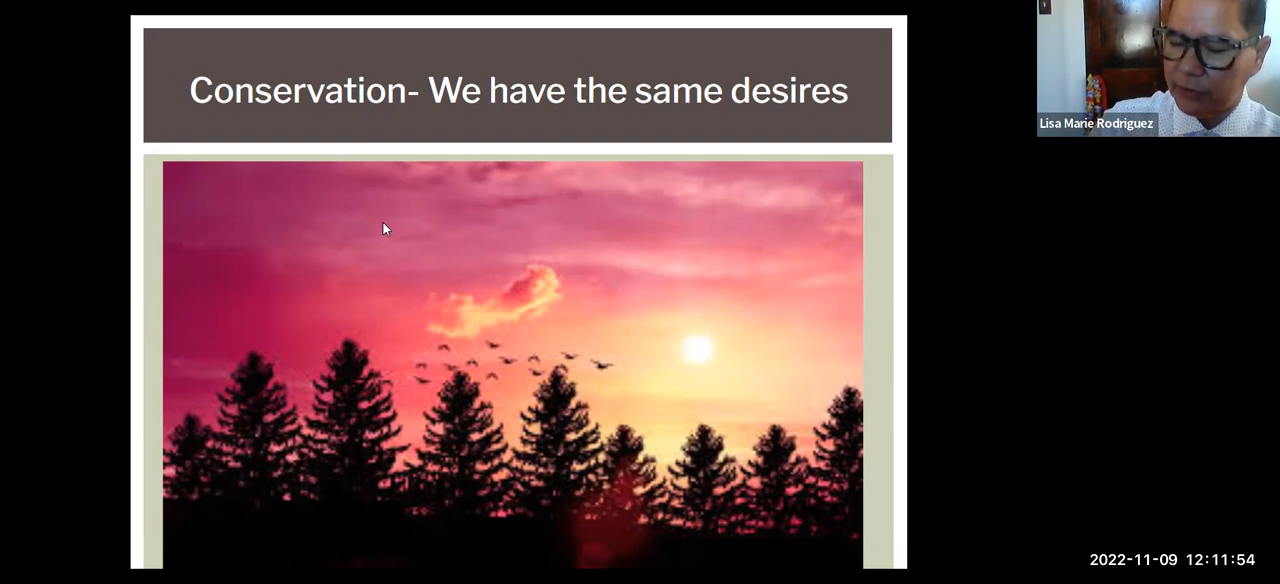 Conservation- We have the same desires
Lisa Marie Rodriguez
2022-11-09 12:11:54